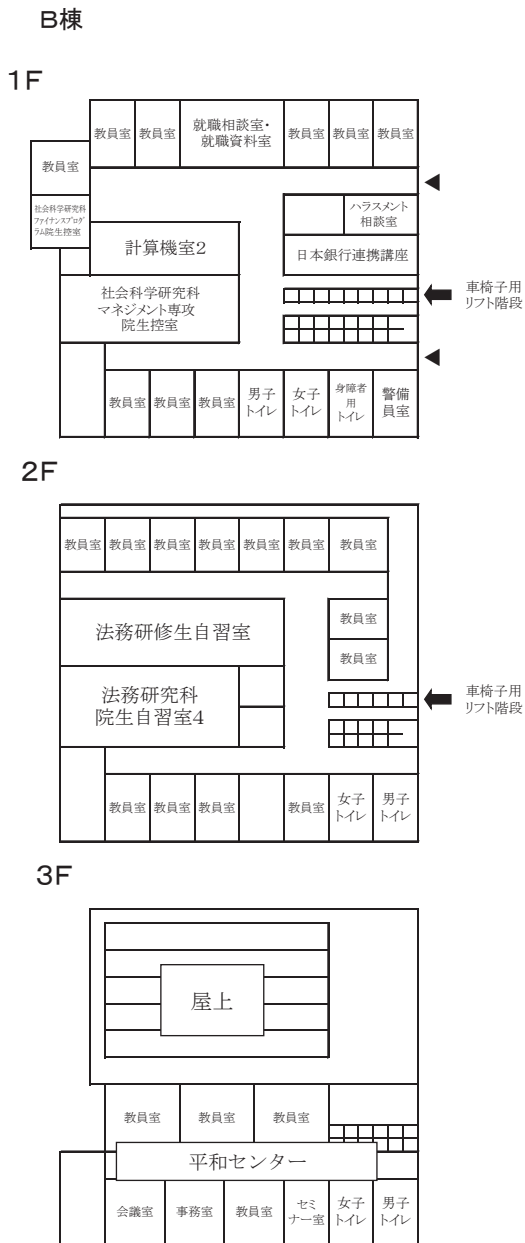 B棟
1F
教員室
教員室
就職相談室・
就職資料室
教員室
教員室
教員室
教員室
社会科学研究科
ファイナンスプログ
ラム院生控室
ハラスメント
相談室
計算機室2
日本銀行連携講座
社会科学研究科
マネジメント専攻
院生控室
車椅子用
リフト階段
教員室
教員室
教員室
男子
トイレ
女子
トイレ
身障者
用
トイレ
警備
員室
2F
教員室
教員室
教員室
教員室
教員室
教員室
教員室
法務研修生自習室
教員室
教員室
法務研究科
院生自習室4
車椅子用
リフト階段
教員室
教員室
教員室
教員室
女子
トイレ
男子
トイレ
3F
屋上
教員室
教員室
教員室
平和センター
会議室
事務室
教員室
セミ
ナー室
女子
トイレ
男子
トイレ